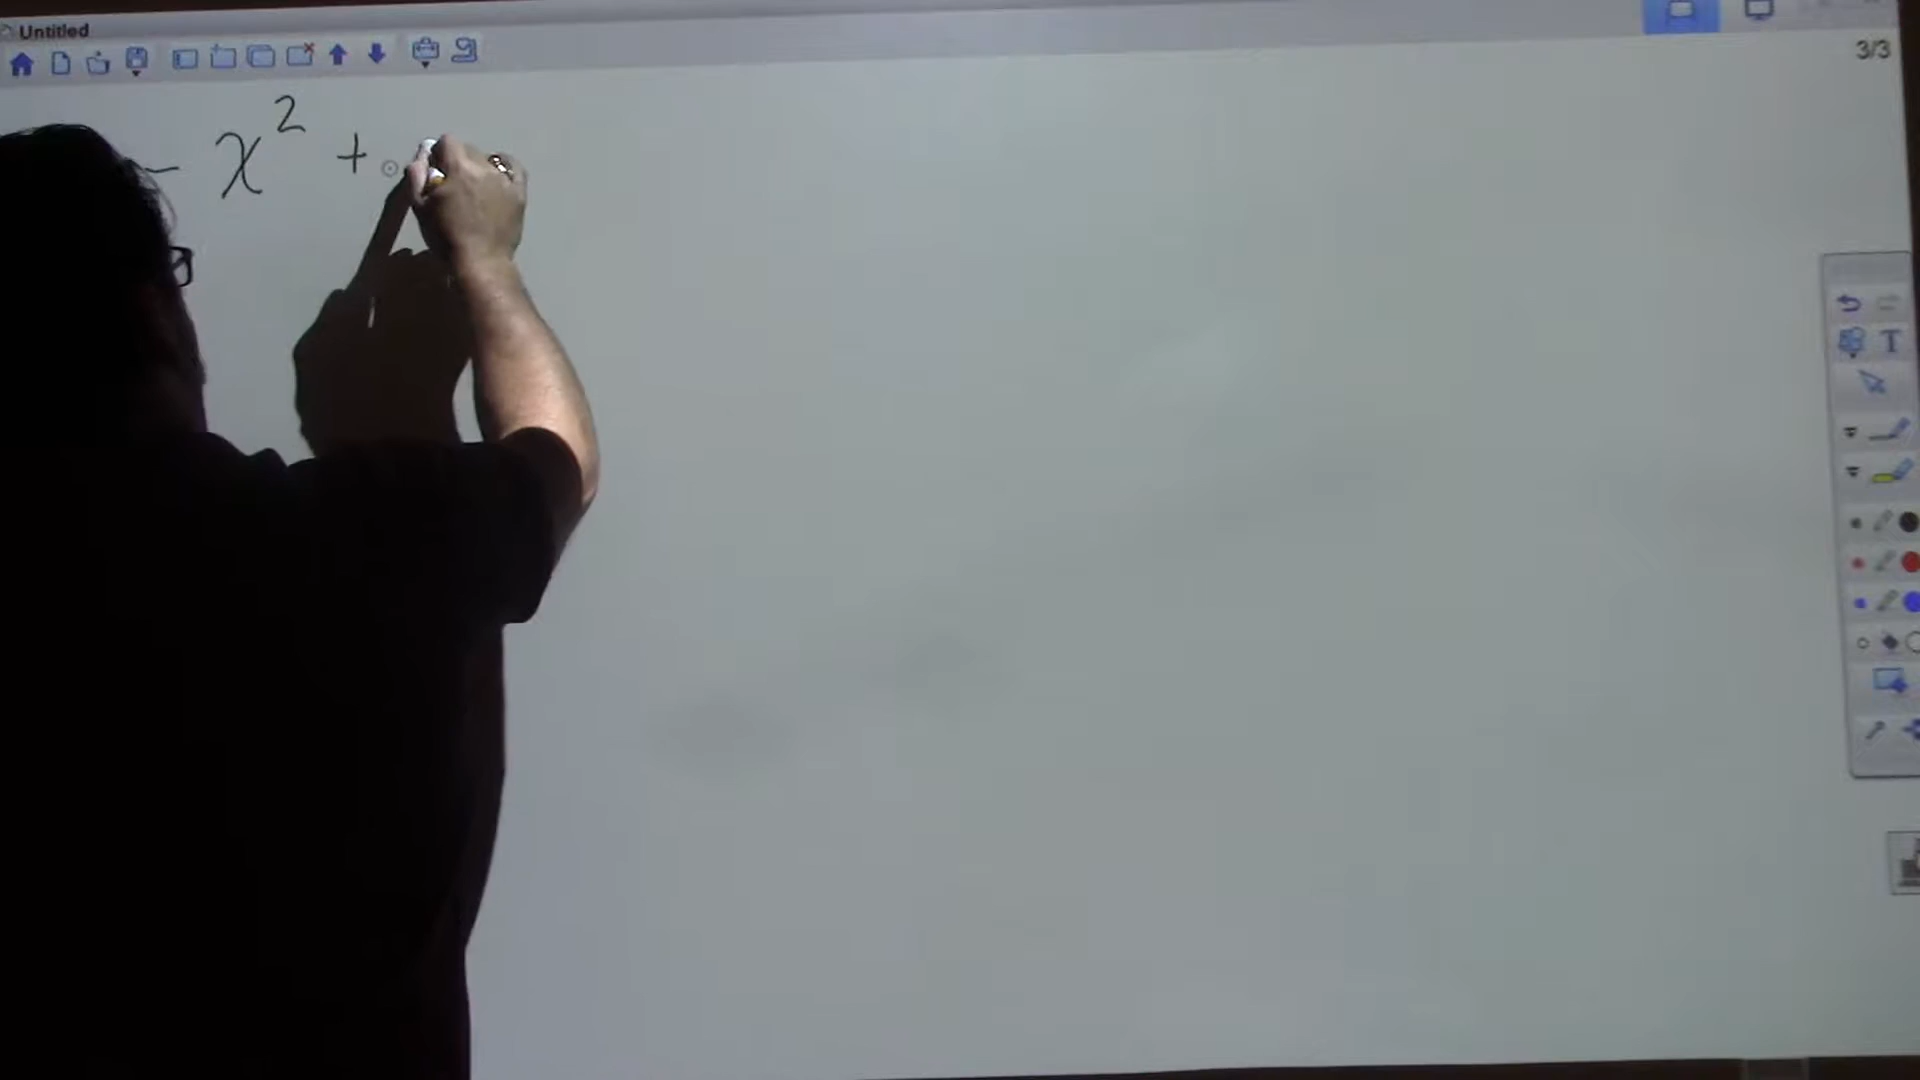 Untitled
3/3
- x² +
T